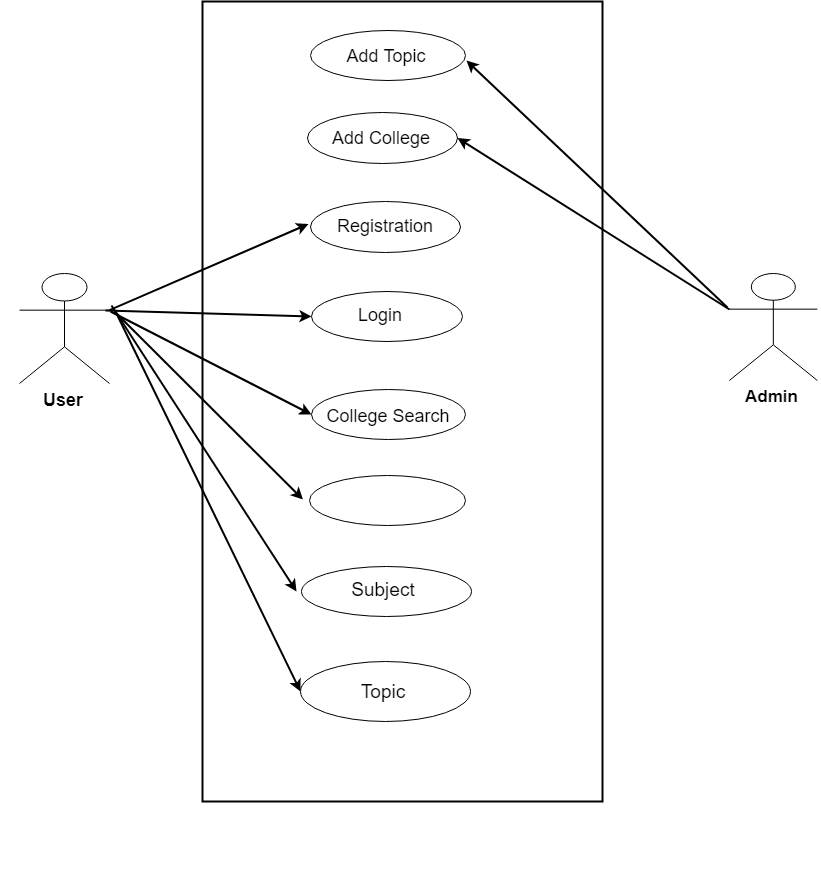 Add Topic
Add College
Registration
Login
College Search
Subject
Topic
User
Admin